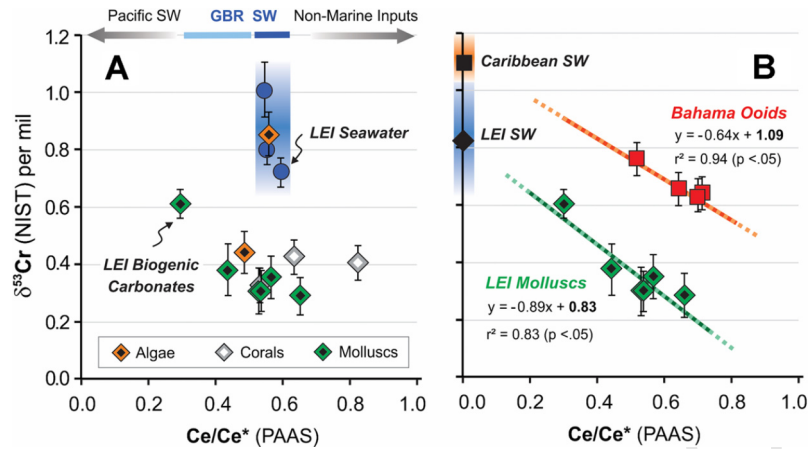 Pacific SW GBR SW Non-Marine Inputs
1.2
1.0
0.8
0.6
0.4
0.2
0.0
δ⁵³Cr (NIST) per mil
A
LEI Seawater
LEI Biogenic
Carbonates
Algae Corals Molluscs
0.0 0.2 0.4 0.6 0.8 1.0
Ce/Ce* (PAAS)
B
Caribbean SW
LEI SW
Bahama Ooids
y = -0.64x + 1.09
r² = 0.94 (p <.05)
LEI Molluscs
y = -0.89x + 0.83
r² = 0.83 (p <.05)
0.0 0.2 0.4 0.6 0.8 1.0
Ce/Ce* (PAAS)